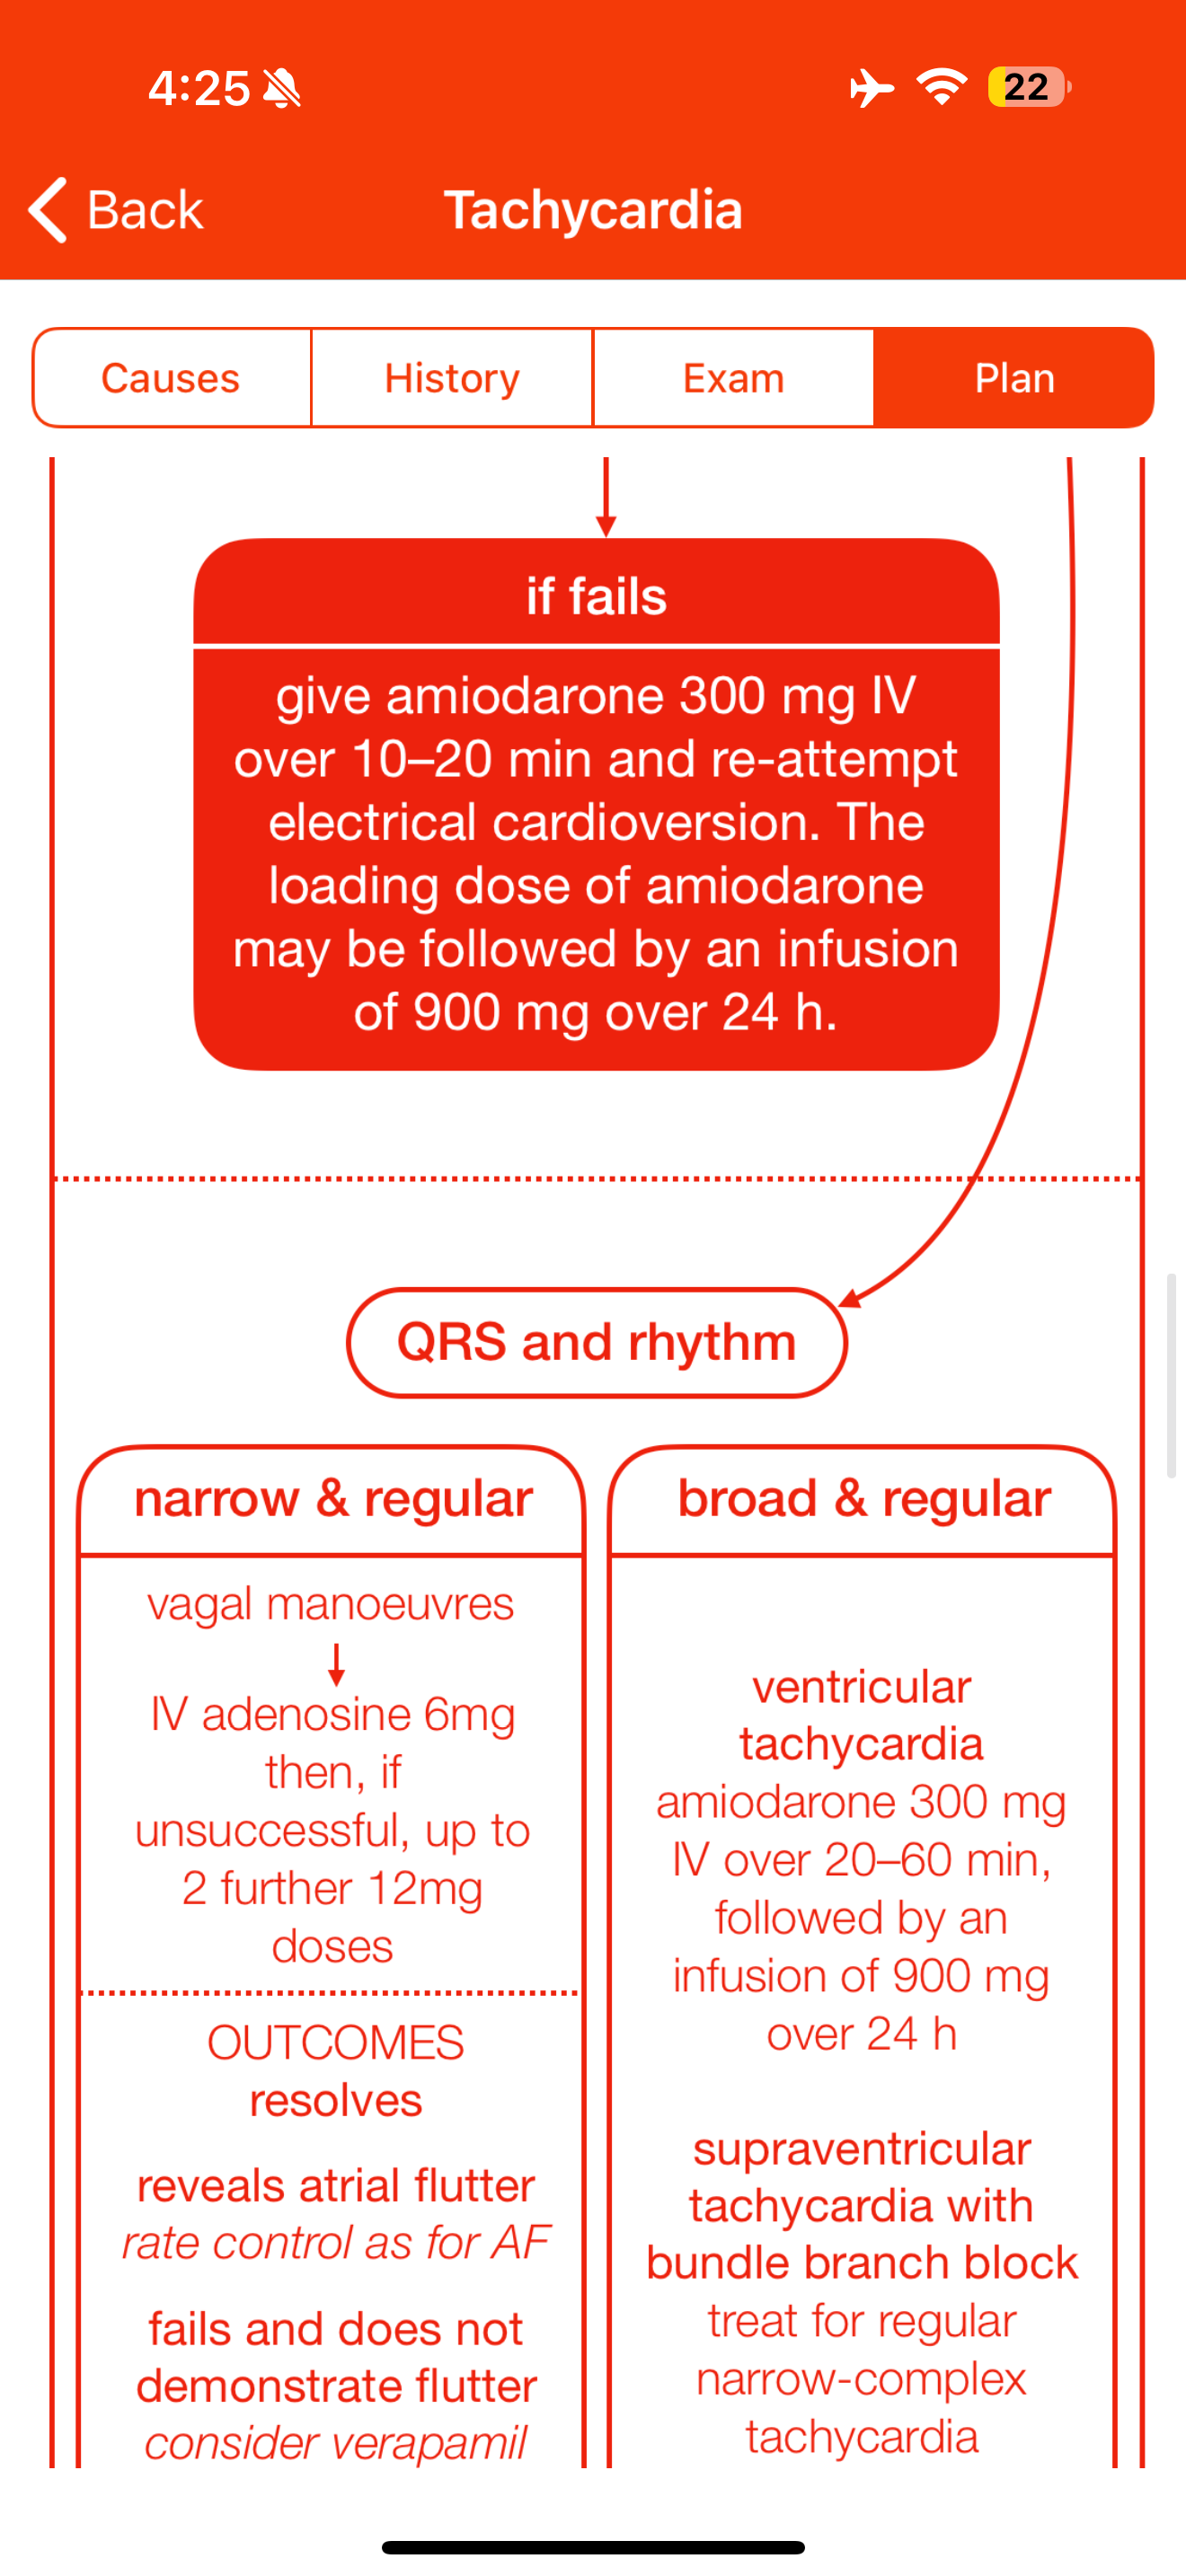 4:25
22
Back
Tachycardia
Causes
History
Exam
Plan
if fails
give amiodarone 300 mg IV
over 10–20 min and re-attempt
electrical cardioversion. The
loading dose of amiodarone
may be followed by an infusion
of 900 mg over 24 h.
QRS and rhythm
narrow & regular
vagal manoeuvres
IV adenosine 6mg
then, if
unsuccessful, up to
2 further 12mg
doses
OUTCOMES
resolves
reveals atrial flutter
rate control as for AF
fails and does not
demonstrate flutter
consider verapamil
broad & regular
ventricular
tachycardia
amiodarone 300 mg
IV over 20–60 min,
followed by an
infusion of 900 mg
over 24 h
supraventricular
tachycardia with
bundle branch block
treat for regular
narrow-complex
tachycardia